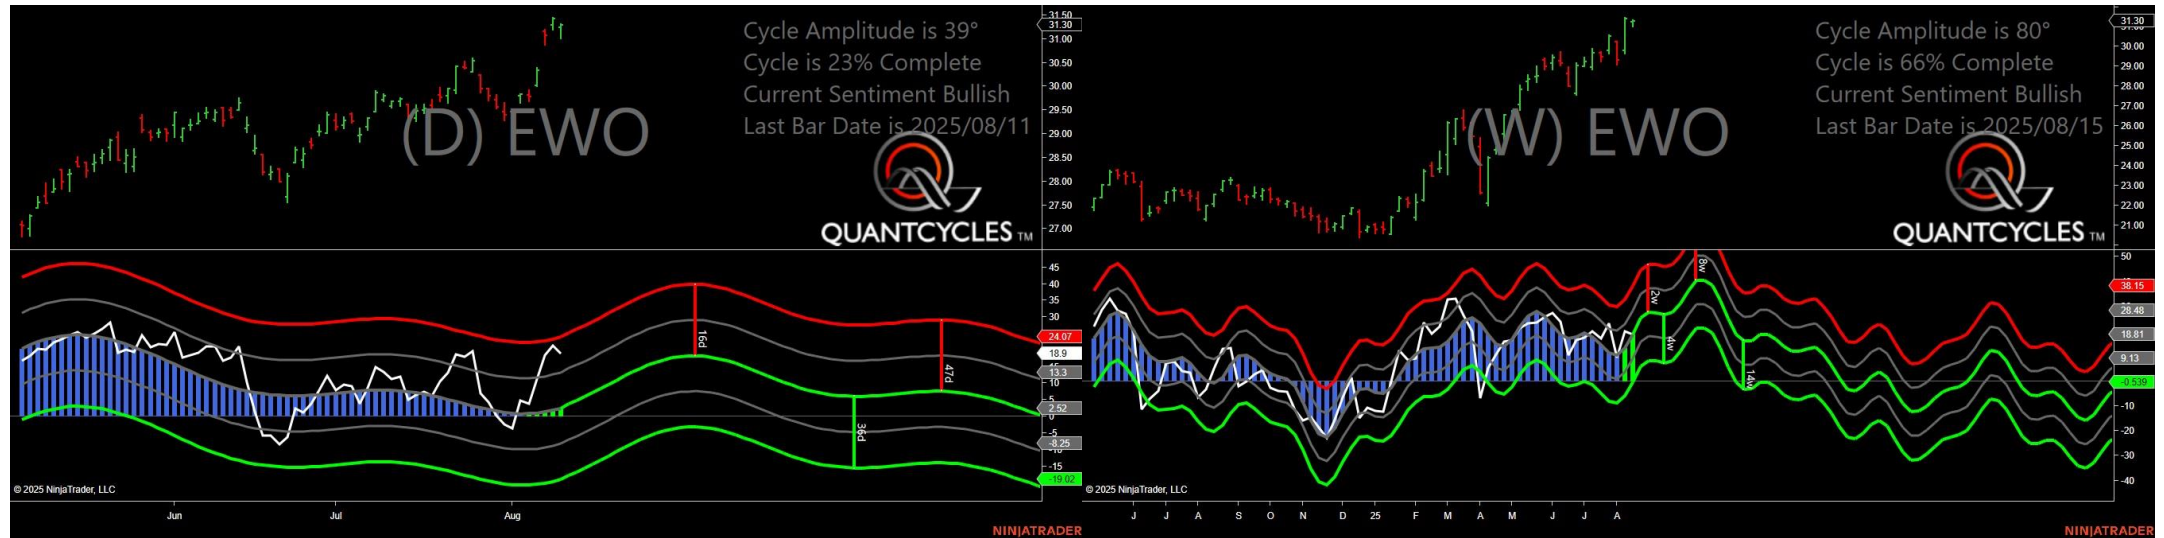 Cycle Amplitude is 39°
Cycle is 23% Complete
Current Sentiment Bullish
Last Bar Date is 2025/08/11
(D) EWO
QUANTCYCLES TM
31.50
31.30
31.00
30.50
30.00
29.50
29.00
28.50
28.00
27.50
27.00
45
40
35
30
24.07
18.9
13.3
10
5
2.52
0
-5
-8.25
-10
-15
-19.02
16d
36d
47d
© 2025 NinjaTrader, LLC
Jun Jul Aug
NINJATRADER
Cycle Amplitude is 80°
Cycle is 66% Complete
Current Sentiment Bullish
Last Bar Date is 2025/08/15
(W) EWO
QUANTCYCLES TM
31.30
30.00
29.00
28.00
27.00
26.00
25.00
24.00
23.00
22.00
21.00
50
38.15
28.48
18.81
9.13
-0.539
-10
-20
-30
-40
2w
4w
8w
14w
© 2025 NinjaTrader, LLC
J J A S O N D 25 F M A M J J A
NINJATRADER